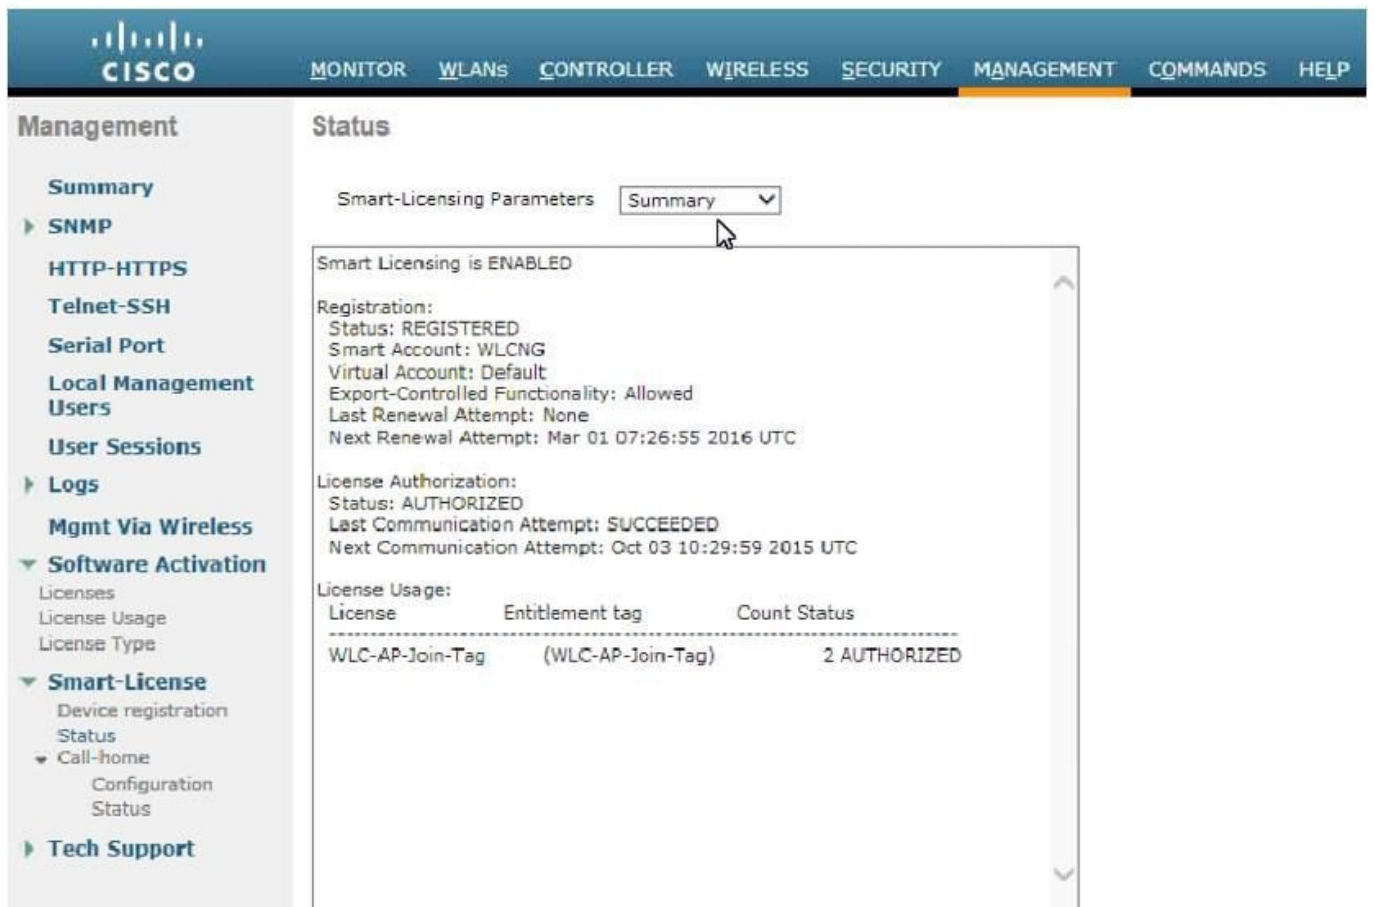 CISCO
MONITOR WLANs CONTROLLER WIRELESS SECURITY MANAGEMENT COMMANDS HELP
Management
Summary
SNMP
HTTP-HTTPS
Telnet-SSH
Serial Port
Local Management
Users
User Sessions
Logs
Mgmt Via Wireless
Software Activation
Licenses
License Usage
License Type
Smart-License
Device registration
Status
Call-home
Configuration
Status
Tech Support
Status
Smart-Licensing Parameters Summary
Smart Licensing is ENABLED
Registration:
Status: REGISTERED
Smart Account: WLCNG
Virtual Account: Default
Export-Controlled Functionality: Allowed
Last Renewal Attempt: None
Next Renewal Attempt: Mar 01 07:26:55 2016 UTC
License Authorization:
Status: AUTHORIZED
Last Communication Attempt: SUCCEEDED
Next Communication Attempt: Oct 03 10:29:59 2015 UTC
License Usage:
License Entitlement tag Count Status
--------------------------------------------------------------------------------
WLC-AP-Join-Tag (WLC-AP-Join-Tag) 2 AUTHORIZED